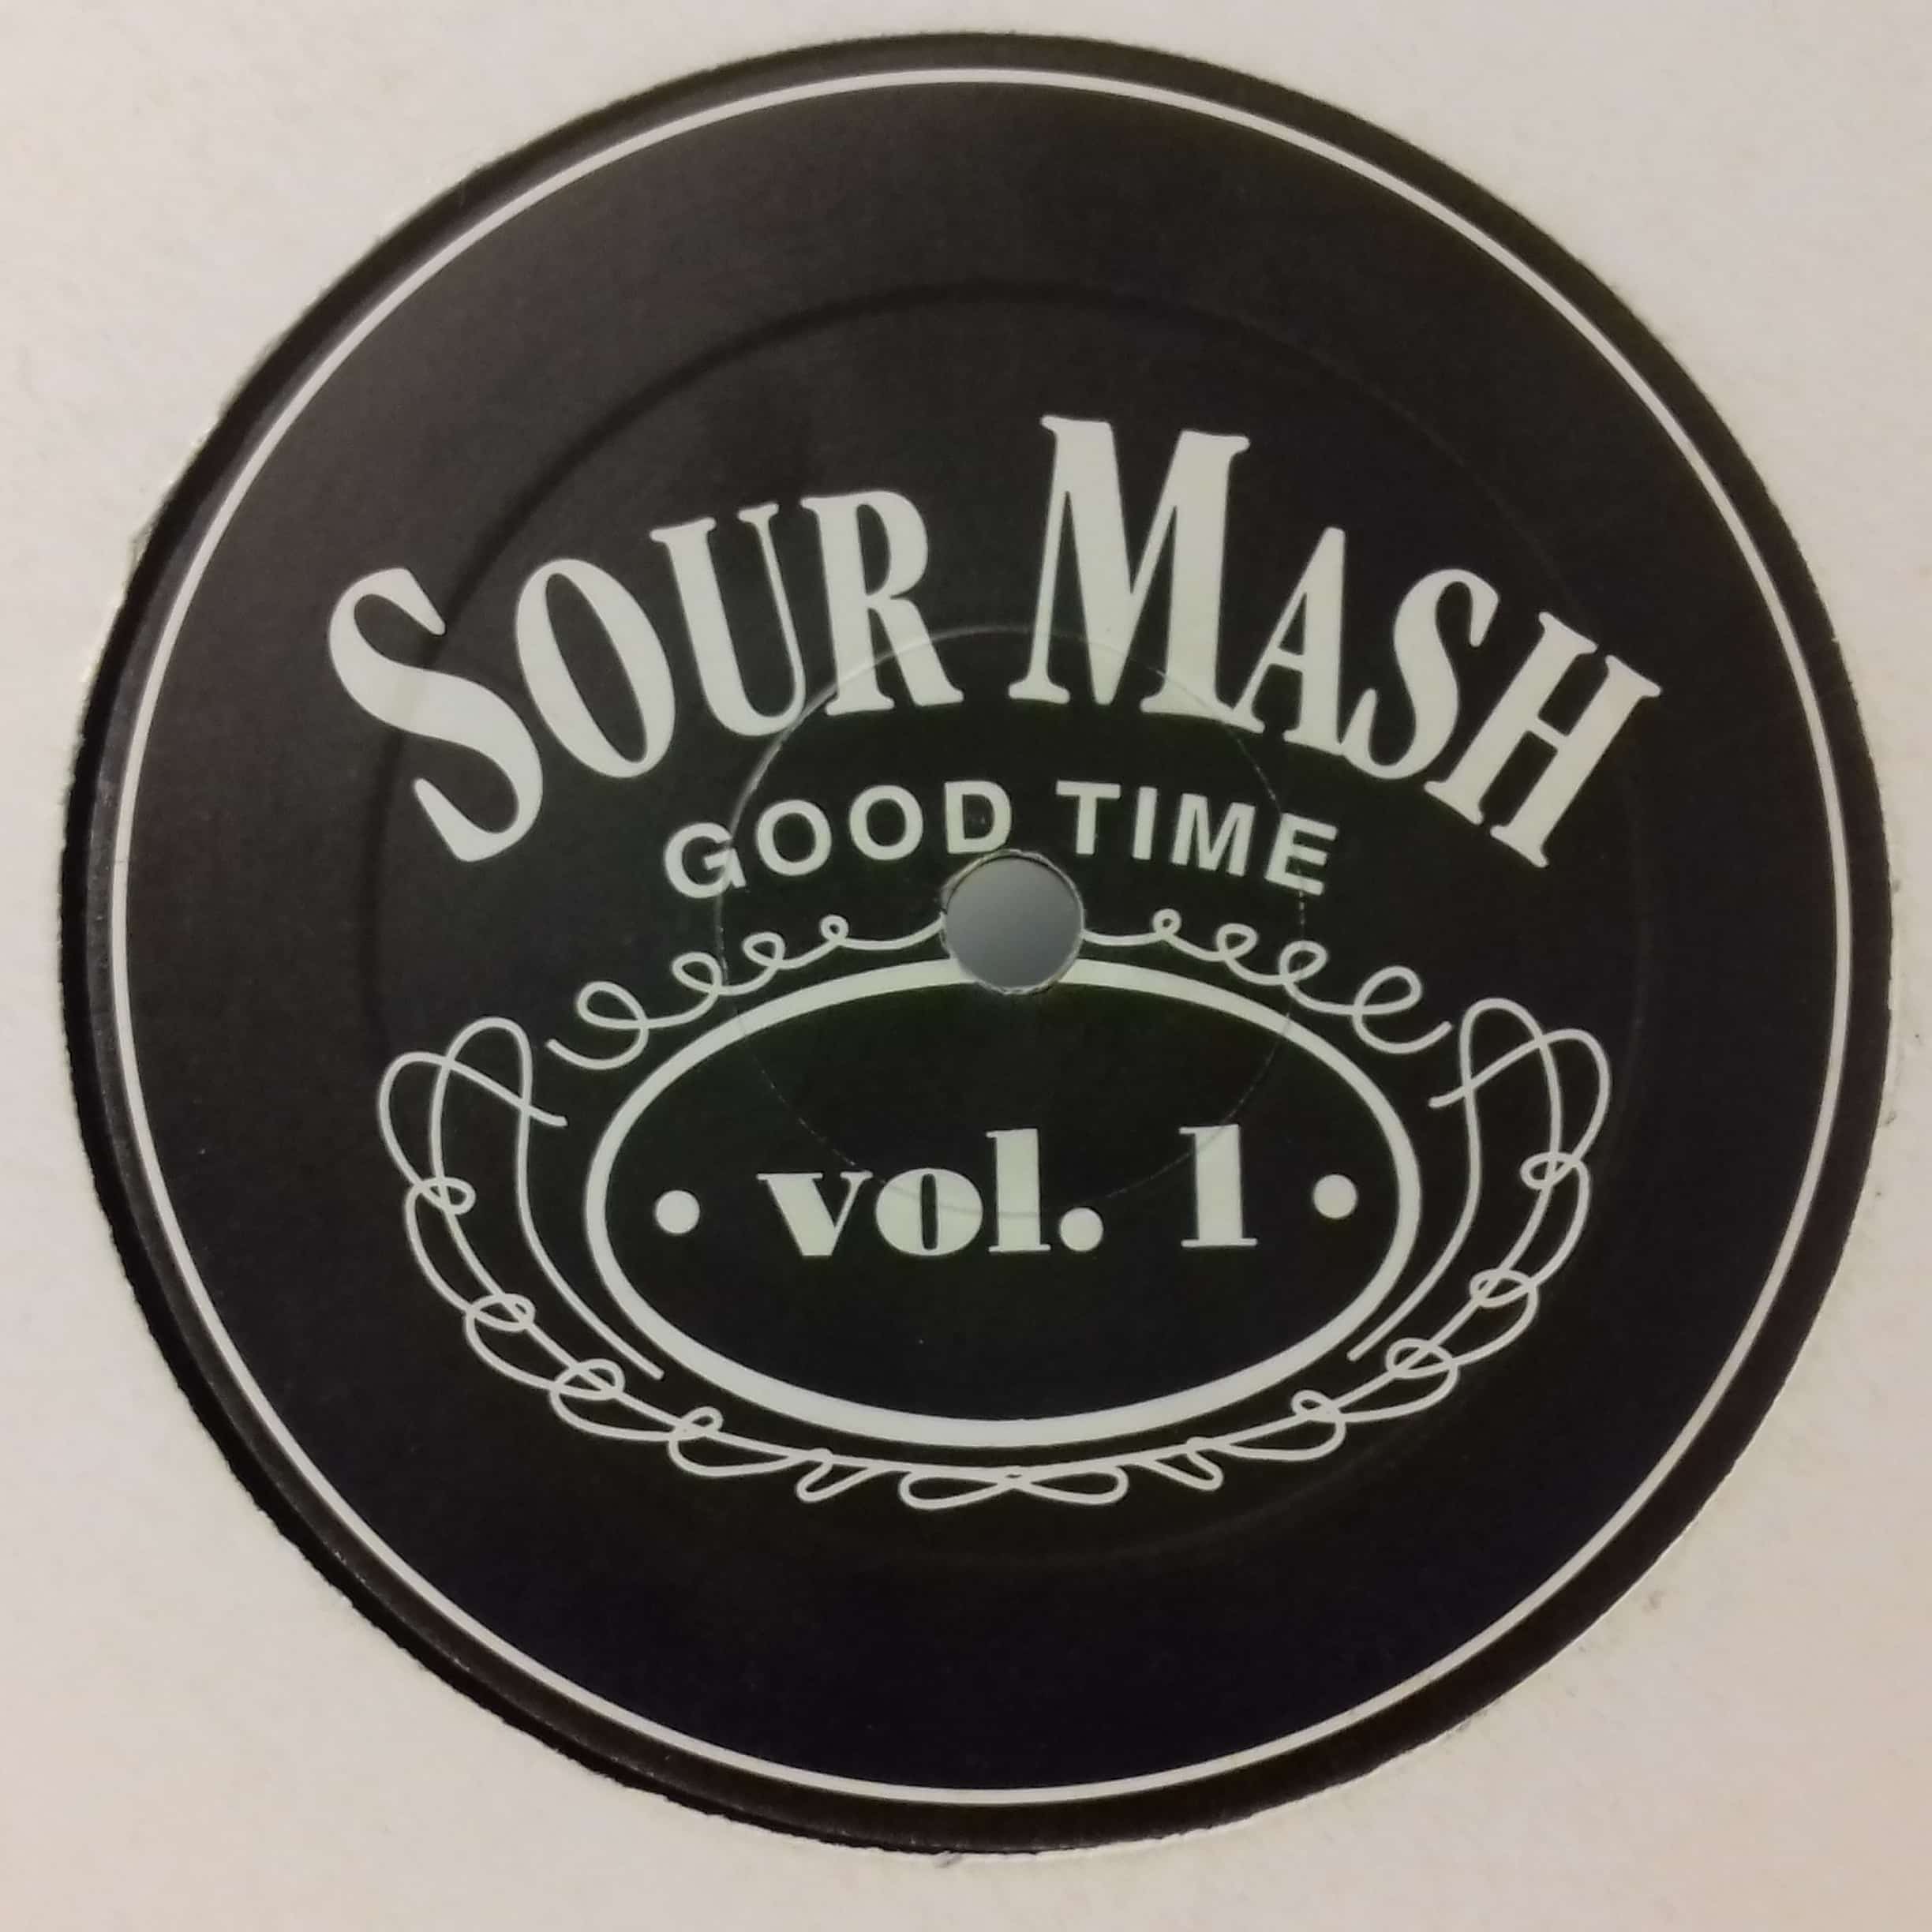 SOUR MASH
GOOD TIME
• vol. 1 •